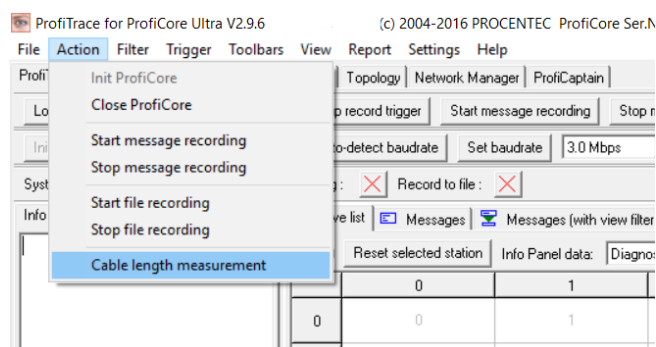 ProfiTrace for ProfiCore Ultra V2.9.6 (c) 2004-2016 PROCENTEC ProfiCore Ser.N
File Action Filter Trigger Toolbars View Report Settings Help
Topology Network Manager ProfiCaptain
Init ProfiCore
Close ProfiCore
record trigger Start message recording Stop
Start message recording
to-detect baudrate Set baudrate 3.0 Mbps
Stop message recording
Syst Record to file :
Start file recording
Info list Messages Messages (with view filter
Stop file recording
Reset selected station Info Panel data: Diagno
Cable length measurement
0 1
0 0 1